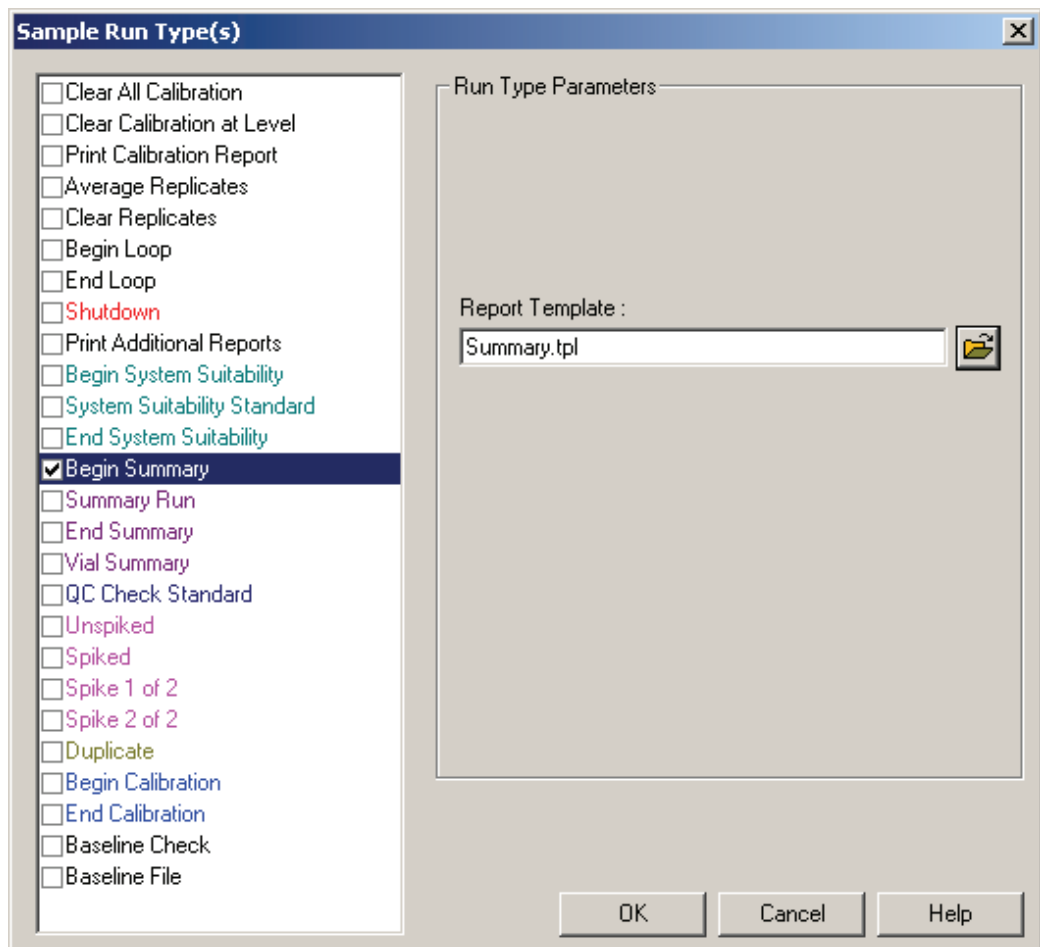 Sample Run Type(s)
Clear All Calibration
Clear Calibration at Level
Print Calibration Report
Average Replicates
Clear Replicates
Begin Loop
End Loop
Shutdown
Print Additional Reports
Begin System Suitability
System Suitability Standard
End System Suitability
Begin Summary
Summary Run
End Summary
Vial Summary
QC Check Standard
Unspiked
Spiked
Spike 1 of 2
Spike 2 of 2
Duplicate
Begin Calibration
End Calibration
Baseline Check
Baseline File
Run Type Parameters
Report Template :
Summary.tpl
OK Cancel Help